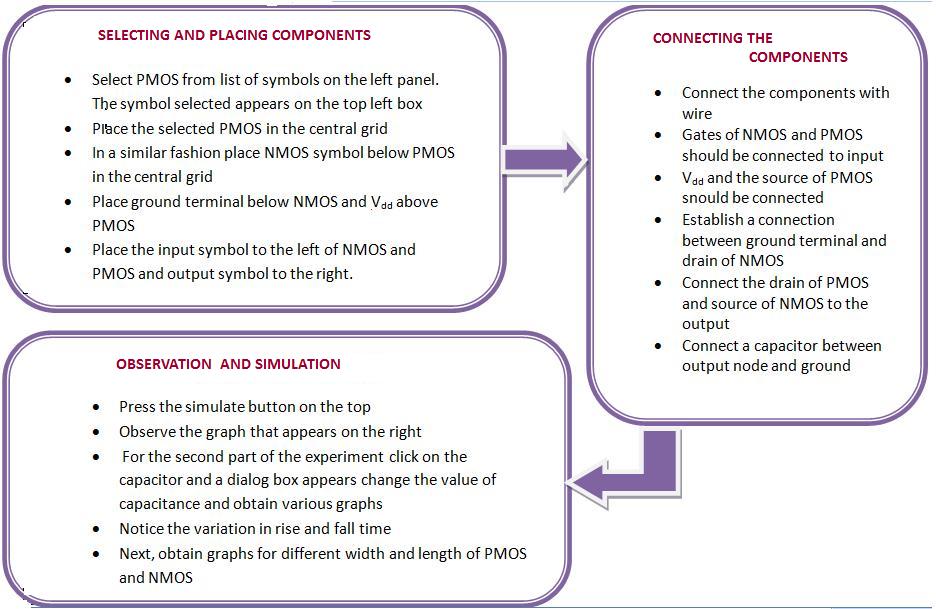 SELECTING AND PLACING COMPONENTS
• Select PMOS from list of symbols on the left panel.
The symbol selected appears on the top left box
• Place the selected PMOS in the central grid
• In a similar fashion place NMOS symbol below PMOS
in the central grid
• Place ground terminal below NMOS and Vdd above
PMOS
• Place the input symbol to the left of NMOS and
PMOS and output symbol to the right.
CONNECTING THE
COMPONENTS
• Connect the components with
wire
• Gates of NMOS and PMOS
should be connected to input
• Vdd and the source of PMOS
snould be connected
• Establish a connection
between ground terminal and
drain of NMOS
• Connect the drain of PMOS
and source of NMOS to the
output
• Connect a capacitor between
output node and ground
OBSERVATION AND SIMULATION
• Press the simulate button on the top
• Observe the graph that appears on the right
• For the second part of the experiment click on the
capacitor and a dialog box appears change the value of
capacitance and obtain various graphs
• Notice the variation in rise and fall time
• Next, obtain graphs for different width and length of PMOS
and NMOS